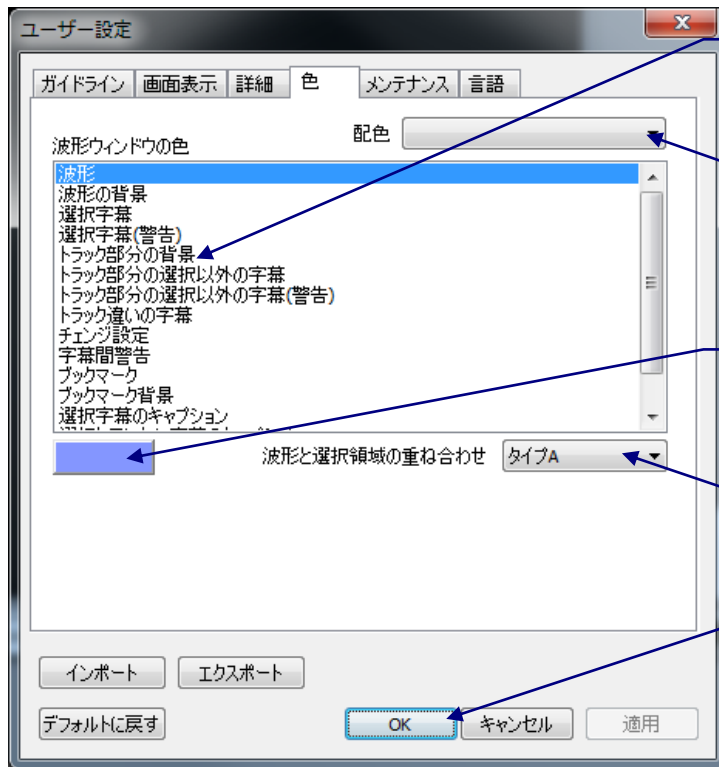 ユーザー設定
ガイドライン 画面表示 詳細 色 メンテナンス 言語
配色
波形ウィンドウの色
波形
波形の背景
選択字幕
選択字幕(警告)
トラック部分の背景
トラック部分の選択以外の字幕
トラック部分の選択以外の字幕(警告)
トラック違いの字幕
チェンジ設定
字幕間警告
ブックマーク
ブックマーク背景
選択字幕のキャプション
波形と選択領域の重ね合わせ タイプA
インポート エクスポート
デフォルトに戻す OK キャンセル 適用